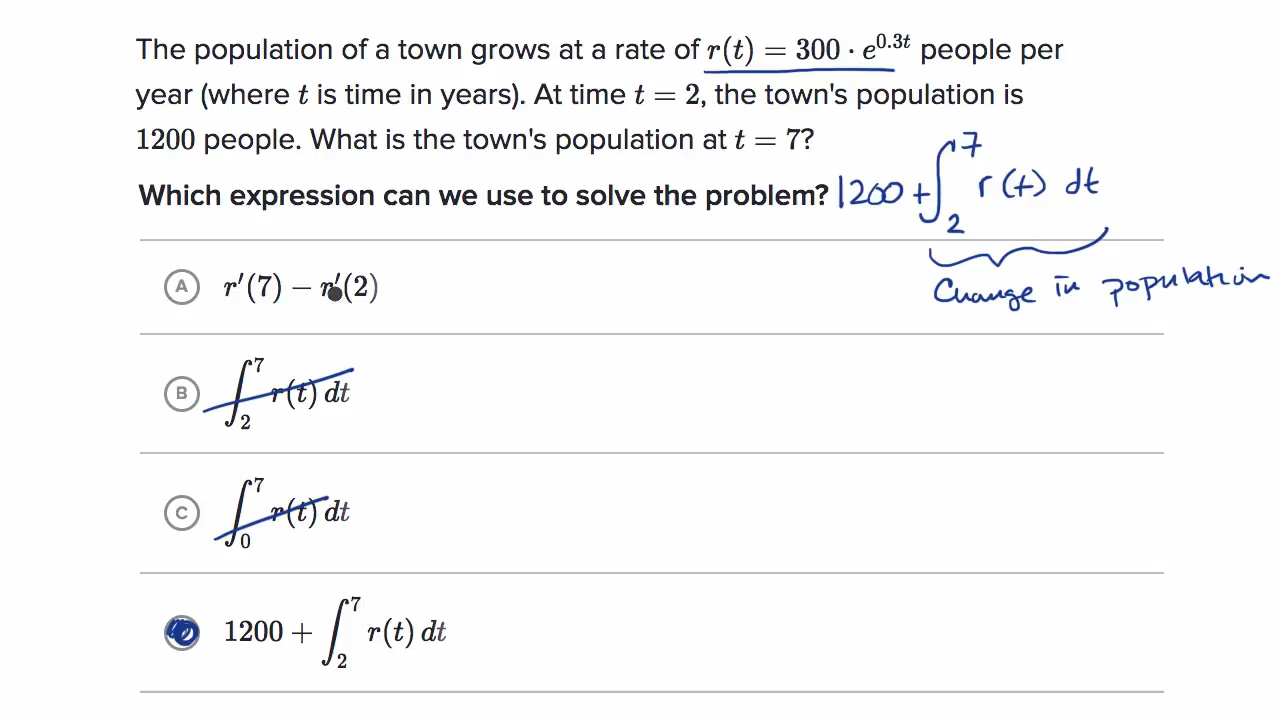 The population of a town grows at a rate of r(t) = 300 · e^{0.3t} people per
year (where t is time in years). At time t = 2, the town's population is
1200 people. What is the town's population at t = 7?
Which expression can we use to solve the problem? 1200 + ∫_2^7 r(t) dt
Change in population
A r′(7) − r′(2)
B ∫_2^7 r(t) dt
C ∫_0^7 r(t) dt
1200 + ∫_2^7 r(t) dt